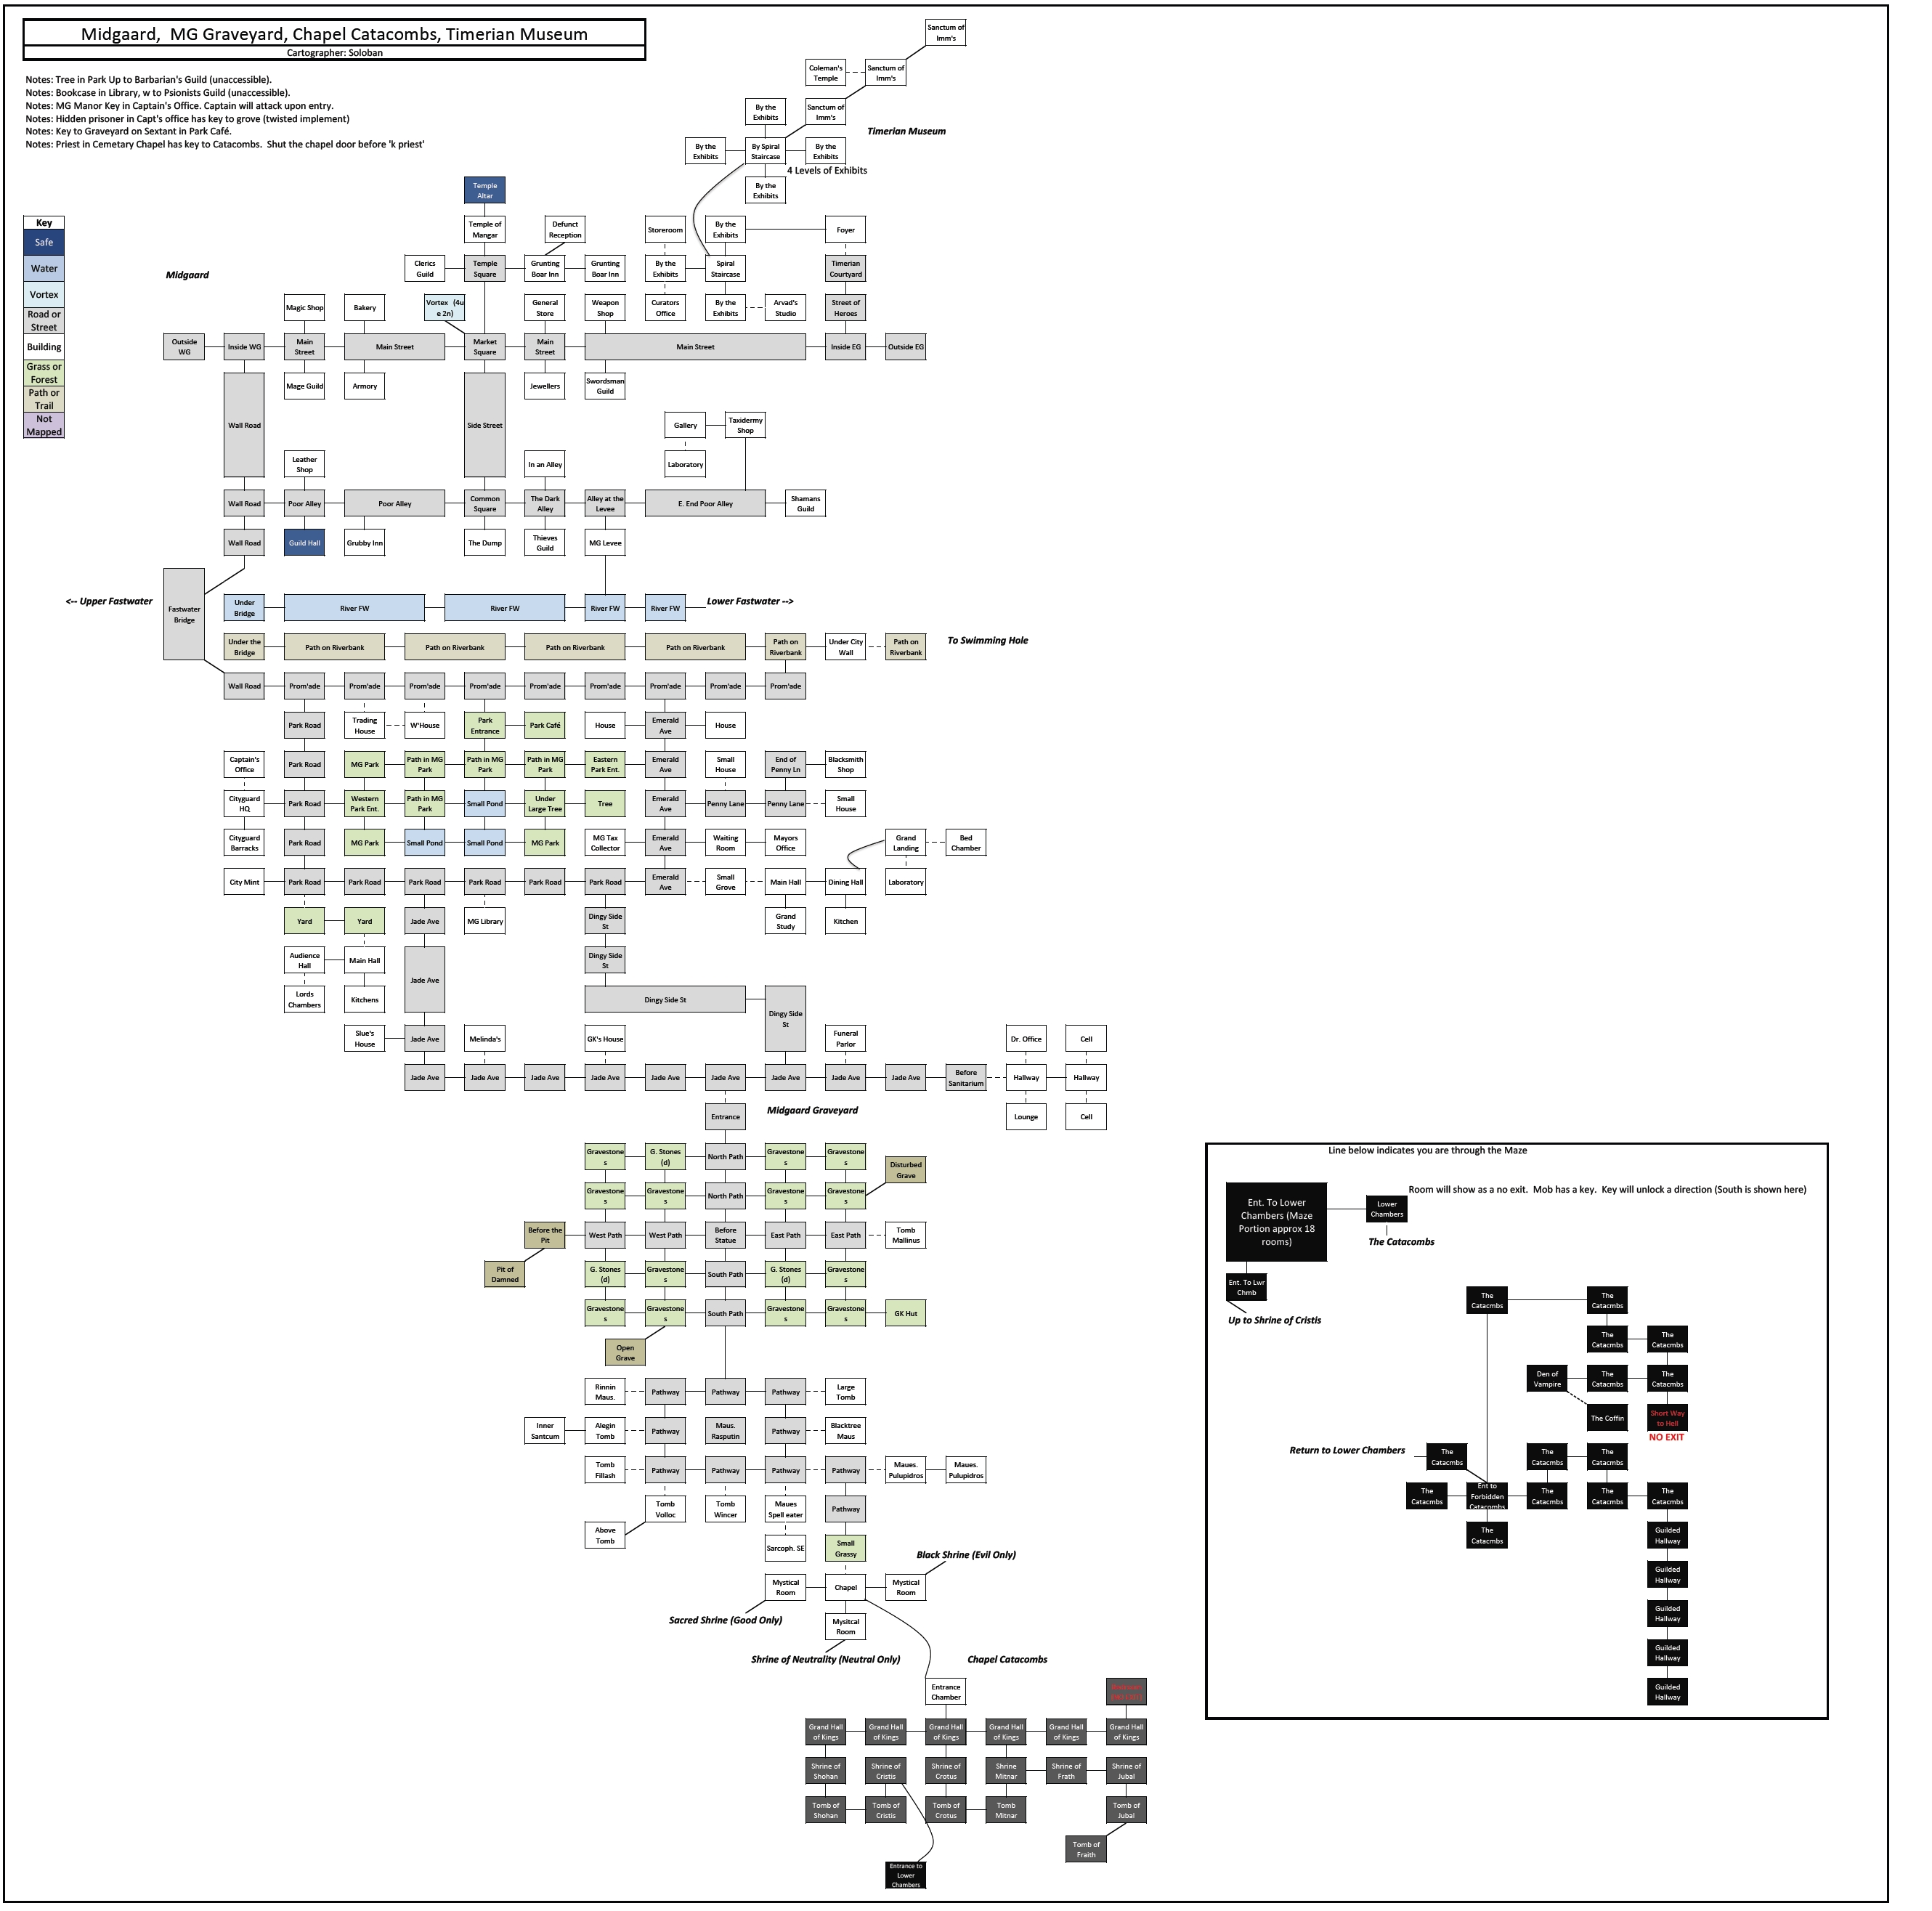 Midgaard,  MG Graveyard, Chapel Catacombs, Timerian Museum
Cartographer: Soloban
Notes: Tree in Park Up to Barbarian's Guild (unaccessible).
Notes: Bookcase in Library, w to Psionists Guild (unaccessible).
Notes: MG Manor Key in Captain's Office. Captain will attack upon entry.
Notes: Hidden prisoner in Capt's office has key to grove (twisted implement)
Notes: Key to Graveyard on Sextant in Park Café.
Notes: Priest in Cemetary Chapel has key to Catacombs.  Shut the chapel door before 'k priest'
Sanctum of
Imm's
Coleman's
Temple
Sanctum of
Imm's
By the
Exhibits
Sanctum of
Imm's
Timerian Museum
By the
Exhibits
By Spiral
Staircase
By the
Exhibits
4 Levels of Exhibits
By the
Exhibits
Key
Safe
Water
Vortex
Road or
Street
Building
Grass or
Forest
Path or
Trail
Not
Mapped
Midgaard
Temple
Altar
Temple of
Mangar
Defunct
Reception
Storeroom
By the
Exhibits
Foyer
Clerics
Guild
Temple
Square
Grunting
Boar Inn
Grunting
Boar Inn
By the
Exhibits
Spiral
Staircase
Timerian
Courtyard
Magic Shop
Bakery
Vortex  (4u
e 2n)
General
Store
Weapon
Shop
Curators
Office
By the
Exhibits
Arvad's
Studio
Street of
Heroes
Outside
WG
Inside WG
Main
Street
Main Street
Market
Square
Main
Street
Main Street
Inside EG
Outside EG
Wall Road
Mage Guild
Armory
Side Street
Jewellers
Swordsman
Guild
Gallery
Taxidermy
Shop
Leather
Shop
In an Alley
Laboratory
Wall Road
Poor Alley
Poor Alley
Common
Square
The Dark
Alley
Alley at the
Levee
E. End Poor Alley
Shamans
Guild
Wall Road
Guild Hall
Grubby Inn
The Dump
Thieves
Guild
MG Levee
<-- Upper Fastwater
Fastwater
Bridge
Under
Bridge
River FW
River FW
River FW
River FW
Lower Fastwater -->
Under the
Bridge
Path on Riverbank
Path on Riverbank
Path on Riverbank
Path on Riverbank
Path on
Riverbank
Under City
Wall
Path on
Riverbank
To Swimming Hole
Wall Road
Prom'ade
Prom'ade
Prom'ade
Prom'ade
Prom'ade
Prom'ade
Prom'ade
Prom'ade
Prom'ade
Park Road
Trading
House
W'House
Park
Entrance
Park Café
House
Emerald
Ave
House
Captain's
Office
Park Road
MG Park
Path in MG
Park
Path in MG
Park
Path in MG
Park
Eastern
Park Ent.
Emerald
Ave
Small
House
End of
Penny Ln
Blacksmith
Shop
Cityguard
HQ
Park Road
Western
Park Ent.
Path in MG
Park
Small Pond
Under
Large Tree
Tree
Emerald
Ave
Penny Lane
Penny Lane
Small
House
Cityguard
Barracks
Park Road
MG Park
Small Pond
Small Pond
MG Park
MG Tax
Collector
Emerald
Ave
Waiting
Room
Mayors
Office
Grand
Landing
Bed
Chamber
City Mint
Park Road
Park Road
Park Road
Park Road
Park Road
Park Road
Emerald
Ave
Small
Grove
Main Hall
Dining Hall
Laboratory
Yard
Yard
Jade Ave
MG Library
Dingy Side
St
Grand
Study
Kitchen
Audience
Hall
Main Hall
Jade Ave
Dingy Side
St
Lords
Chambers
Kitchens
Dingy Side St
Dingy Side
St
Slue's
House
Jade Ave
Melinda's
GK's House
Funeral
Parlor
Dr. Office
Cell
Jade Ave
Jade Ave
Jade Ave
Jade Ave
Jade Ave
Jade Ave
Jade Ave
Jade Ave
Jade Ave
Before
Sanitarium
Hallway
Hallway
Entrance
Midgaard Graveyard
Lounge
Cell
Gravestone
s
G. Stones
(d)
North Path
Gravestone
s
Gravestone
s
Disturbed
Grave
Gravestone
s
Gravestone
s
North Path
Gravestone
s
Gravestone
s
Before the
Pit
West Path
West Path
Before
Statue
East Path
East Path
Tomb
Mallinus
Pit of
Damned
G. Stones
(d)
Gravestone
s
South Path
G. Stones
(d)
Gravestone
s
Gravestone
s
Gravestone
s
South Path
Gravestone
s
Gravestone
s
GK Hut
Open
Grave
Rinnin
Maus.
Pathway
Pathway
Pathway
Large
Tomb
Inner
Santcum
Alegin
Tomb
Pathway
Maus.
Rasputin
Pathway
Blacktree
Maus
Tomb
Fillash
Pathway
Pathway
Pathway
Pathway
Maues.
Pulupidros
Maues.
Pulupidros
Tomb
Volloc
Tomb
Wincer
Maues
Spell eater
Pathway
Above
Tomb
Sarcoph. SE
Small
Grassy
Black Shrine (Evil Only)
Mystical
Room
Chapel
Mystical
Room
Sacred Shrine (Good Only)
Mysitcal
Room
Shrine of Neutrality (Neutral Only)
Chapel Catacombs
Entrance
Chamber
Grand Hall
of Kings
Grand Hall
of Kings
Grand Hall
of Kings
Grand Hall
of Kings
Grand Hall
of Kings
Grand Hall
of Kings
Shrine of
Shohan
Shrine of
Cristis
Shrine of
Crotus
Shrine
Mitnar
Shrine of
Frath
Shrine of
Jubal
Tomb of
Shohan
Tomb of
Cristis
Tomb of
Crotus
Tomb
Mitnar
Tomb of
Jubal
Tomb of
Fraith
Entrance to
Lower
Chambers
Line below indicates you are through the Maze
Room will show as a no exit.  Mob has a key.  Key will unlock a direction (South is shown here)
Ent. To Lower
Chambers (Maze
Portion approx 18
rooms)
Lower
Chambers
The Catacombs
Ent. To Lwr
Chmb
Up to Shrine of Cristis
The
Catacmbs
The
Catacmbs
The
Catacmbs
The
Catacmbs
Den of
Vampire
The
Catacmbs
The
Catacmbs
The Coffin
Short Way
to Hell
NO EXIT
Return to Lower Chambers
The
Catacmbs
The
Catacmbs
The
Catacmbs
The
Catacmbs
Ent to
Forbidden
Catacombs
The
Catacmbs
The
Catacmbs
The
Catacmbs
The
Catacmbs
Guilded
Hallway
Guilded
Hallway
Guilded
Hallway
Guilded
Hallway
Guilded
Hallway